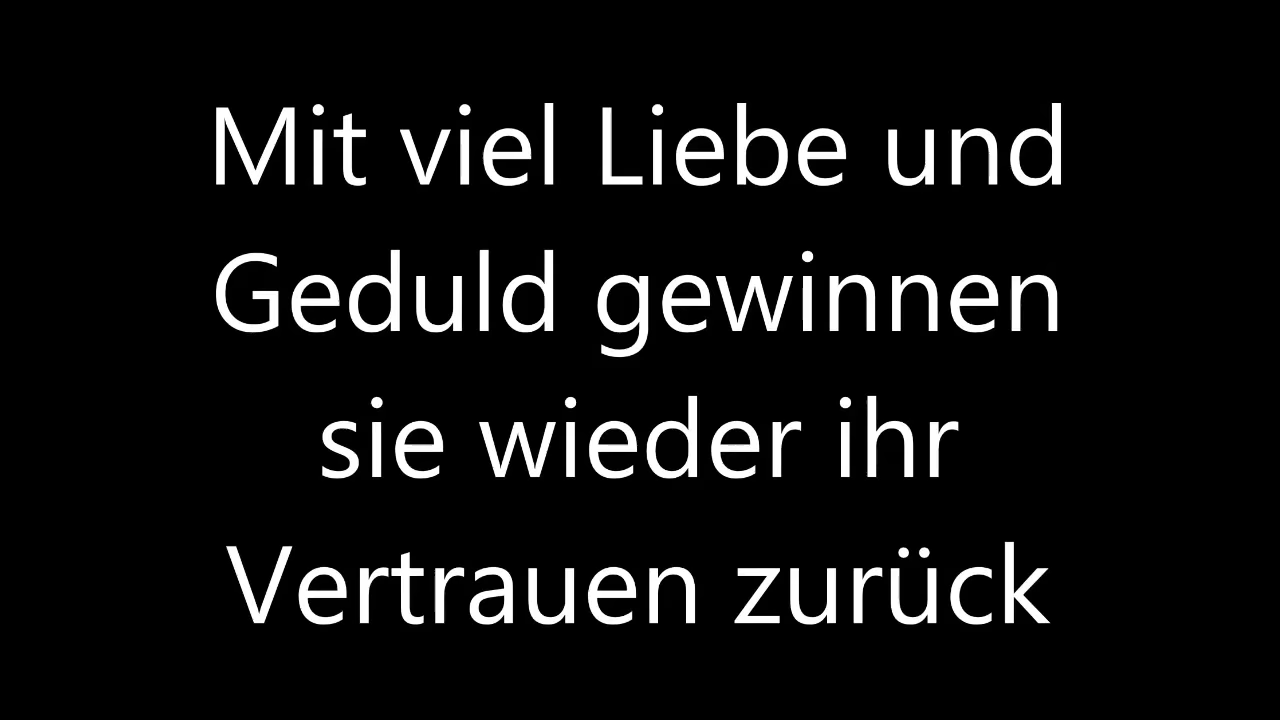 Mit viel Liebe und
Geduld gewinnen
sie wieder ihr
Vertrauen zurück